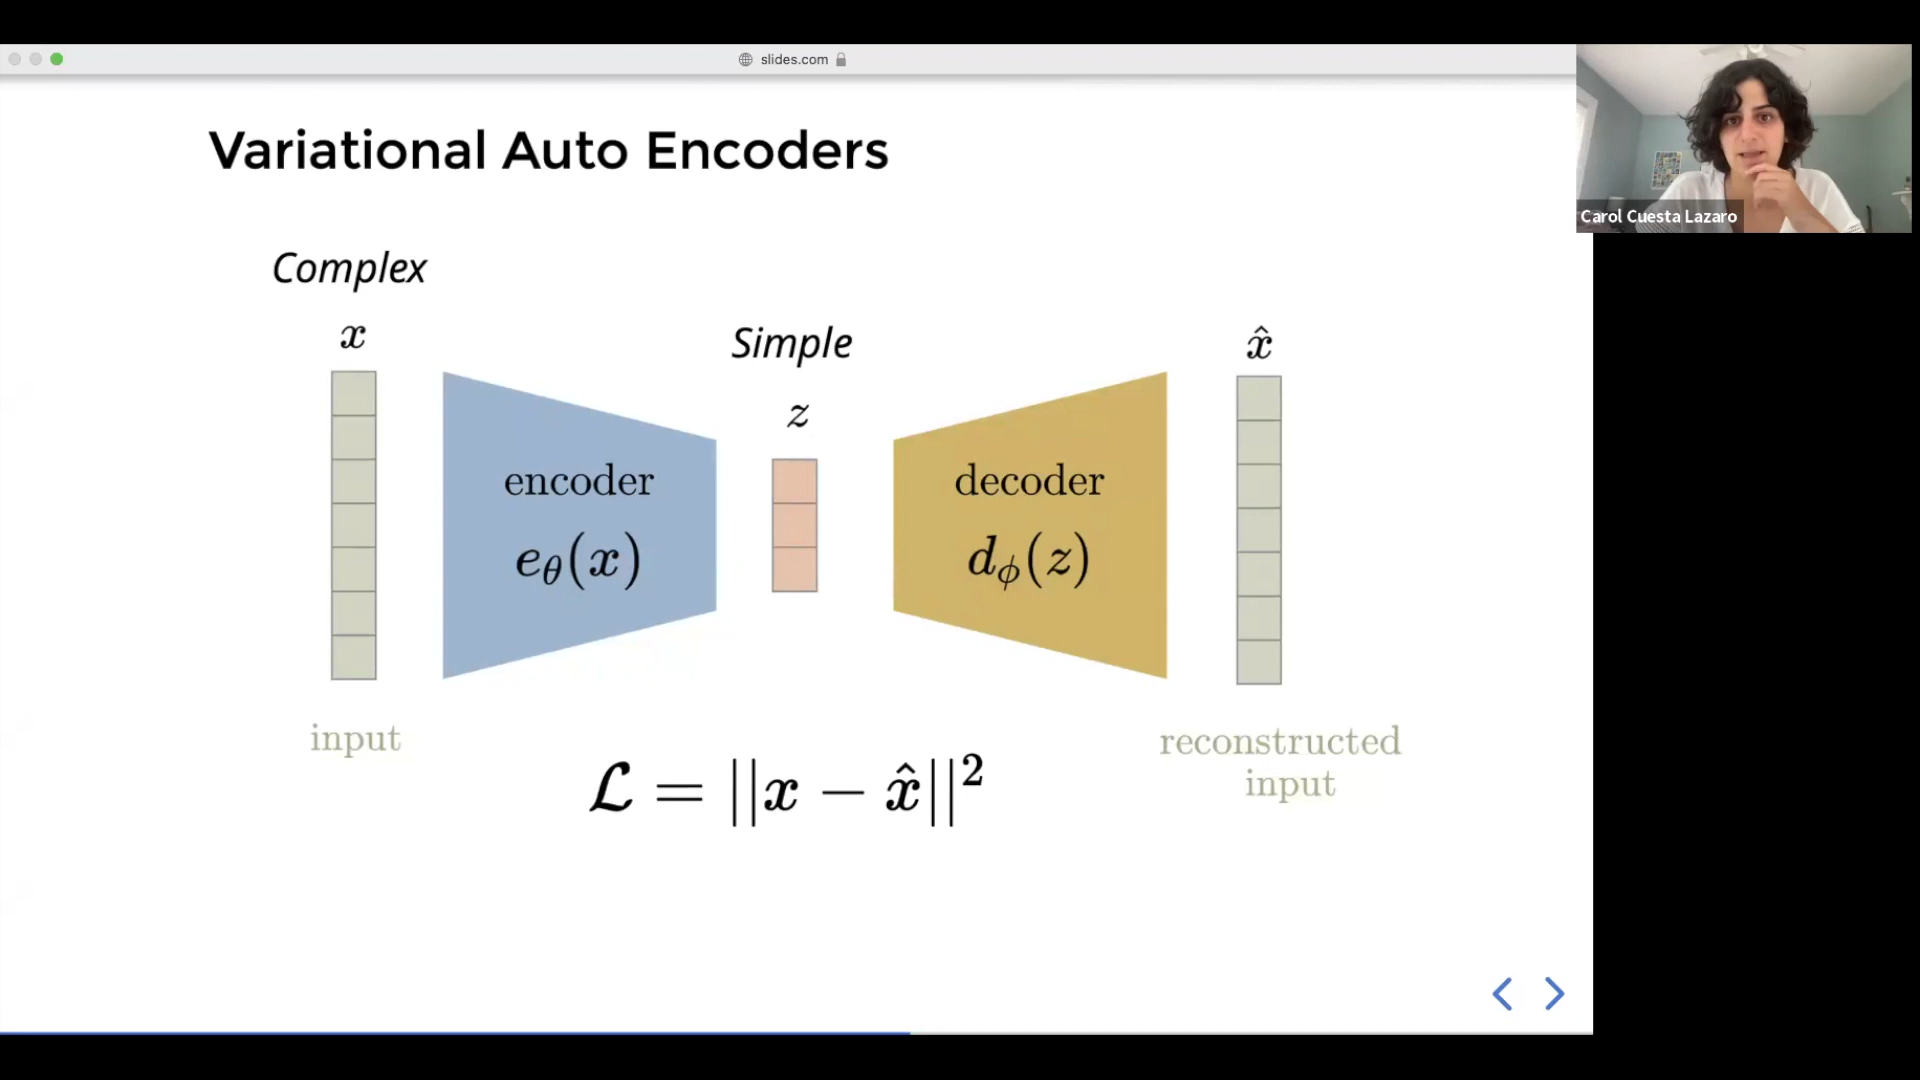 slides.com
Carol Cuesta Lazaro
Variational Auto Encoders
Complex
x
Simple
z
x̂
encoder
e_θ(x)
decoder
d_ϕ(z)
input
reconstructed
input
ℒ = ||x − x̂||²